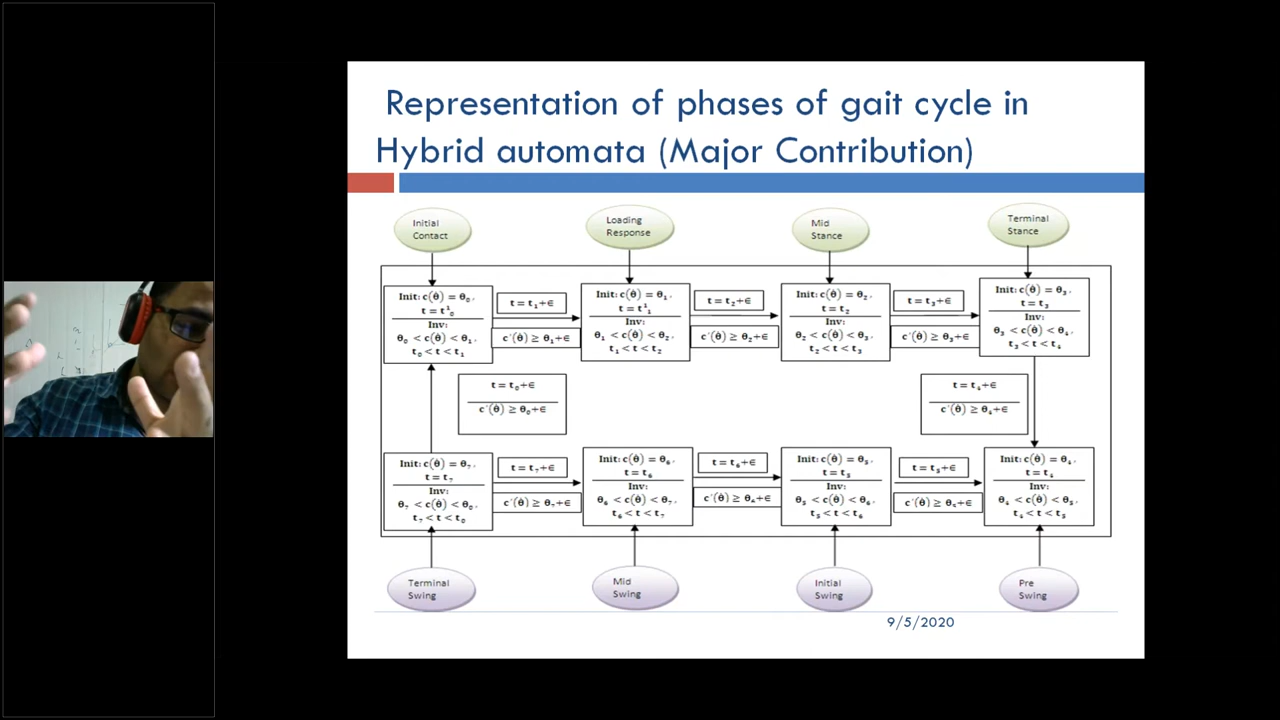 Representation of phases of gait cycle in
Hybrid automata (Major Contribution)
Initial
Contact
Loading
Response
Mid
Stance
Terminal
Stance
Init: c(θ̇) = θ₀,
t = t¹₀
Inv:
θ₀ < c(θ̇) < θ₁,
t₀ < t < t₁
t = t₁+ϵ
c'(θ̇) ≥ θ₁+ϵ
Init: c(θ̇) = θ₁,
t = t¹₁
Inv:
θ₁ < c(θ̇) < θ₂,
t₁ < t < t₂
t = t₂+ϵ
c'(θ̇) ≥ θ₂+ϵ
Init: c(θ̇) = θ₂,
t = t₂
Inv:
θ₂ < c(θ̇) < θ₃,
t₂ < t < t₃
t = t₃+ϵ
c'(θ̇) ≥ θ₃+ϵ
Init: c(θ̇) = θ₃,
t = t₃
Inv:
θ₃ < c(θ̇) < θ₄,
t₃ < t < t₄
t = t₀+ϵ
c'(θ̇) ≥ θ₀+ϵ
t = t₄+ϵ
c'(θ̇) ≥ θ₄+ϵ
Init: c(θ̇) = θ₇,
t = t₇
Inv:
θ₇ < c(θ̇) < θ₀,
t₇ < t < t₀
t = t₇+ϵ
c'(θ̇) ≥ θ₇+ϵ
Init: c(θ̇) = θ₆,
t = t₆
Inv:
θ₆ < c(θ̇) < θ₇,
t₆ < t < t₇
t = t₆+ϵ
c'(θ̇) ≥ θ₆+ϵ
Init: c(θ̇) = θ₅,
t = t₅
Inv:
θ₅ < c(θ̇) < θ₆,
t₅ < t < t₆
t = t₅+ϵ
c'(θ̇) ≥ θ₅+ϵ
Init: c(θ̇) = θ₄,
t = t₄
Inv:
θ₄ < c(θ̇) < θ₅,
t₄ < t < t₅
Terminal
Swing
Mid
Swing
Initial
Swing
Pre
Swing
9/5/2020